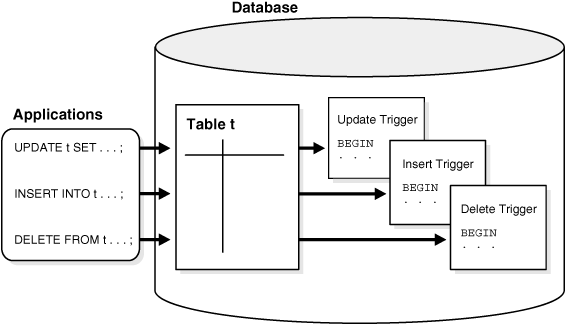 Database
Applications
UPDATE t SET . . . ;
INSERT INTO t . . . ;
DELETE FROM t . . . ;
Table t
Update Trigger
BEGIN
. . .
Insert Trigger
BEGIN
. . .
Delete Trigger
BEGIN
. . .